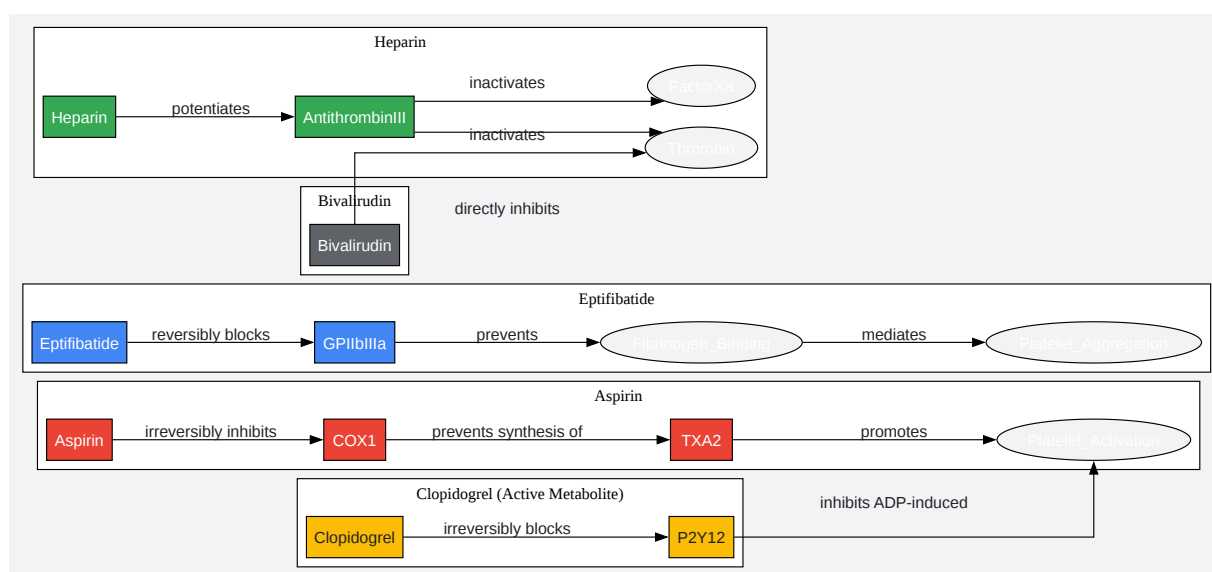 Heparin
inactivates
FactorXa
Heparin
potentiates
AntithrombinIII
inactivates
Thrombin
Bivalirudin
directly inhibits
Bivalirudin
Eptifibatide
Eptifibatide
reversibly blocks
GPIIbIIIa
prevents
Fibrinogen_Binding
mediates
Platelet_Aggregation
Aspirin
Aspirin
irreversibly inhibits
COX1
prevents synthesis of
TXA2
promotes
Platelet_Activation
Clopidogrel (Active Metabolite)
inhibits ADP-induced
Clopidogrel
irreversibly blocks
P2Y12